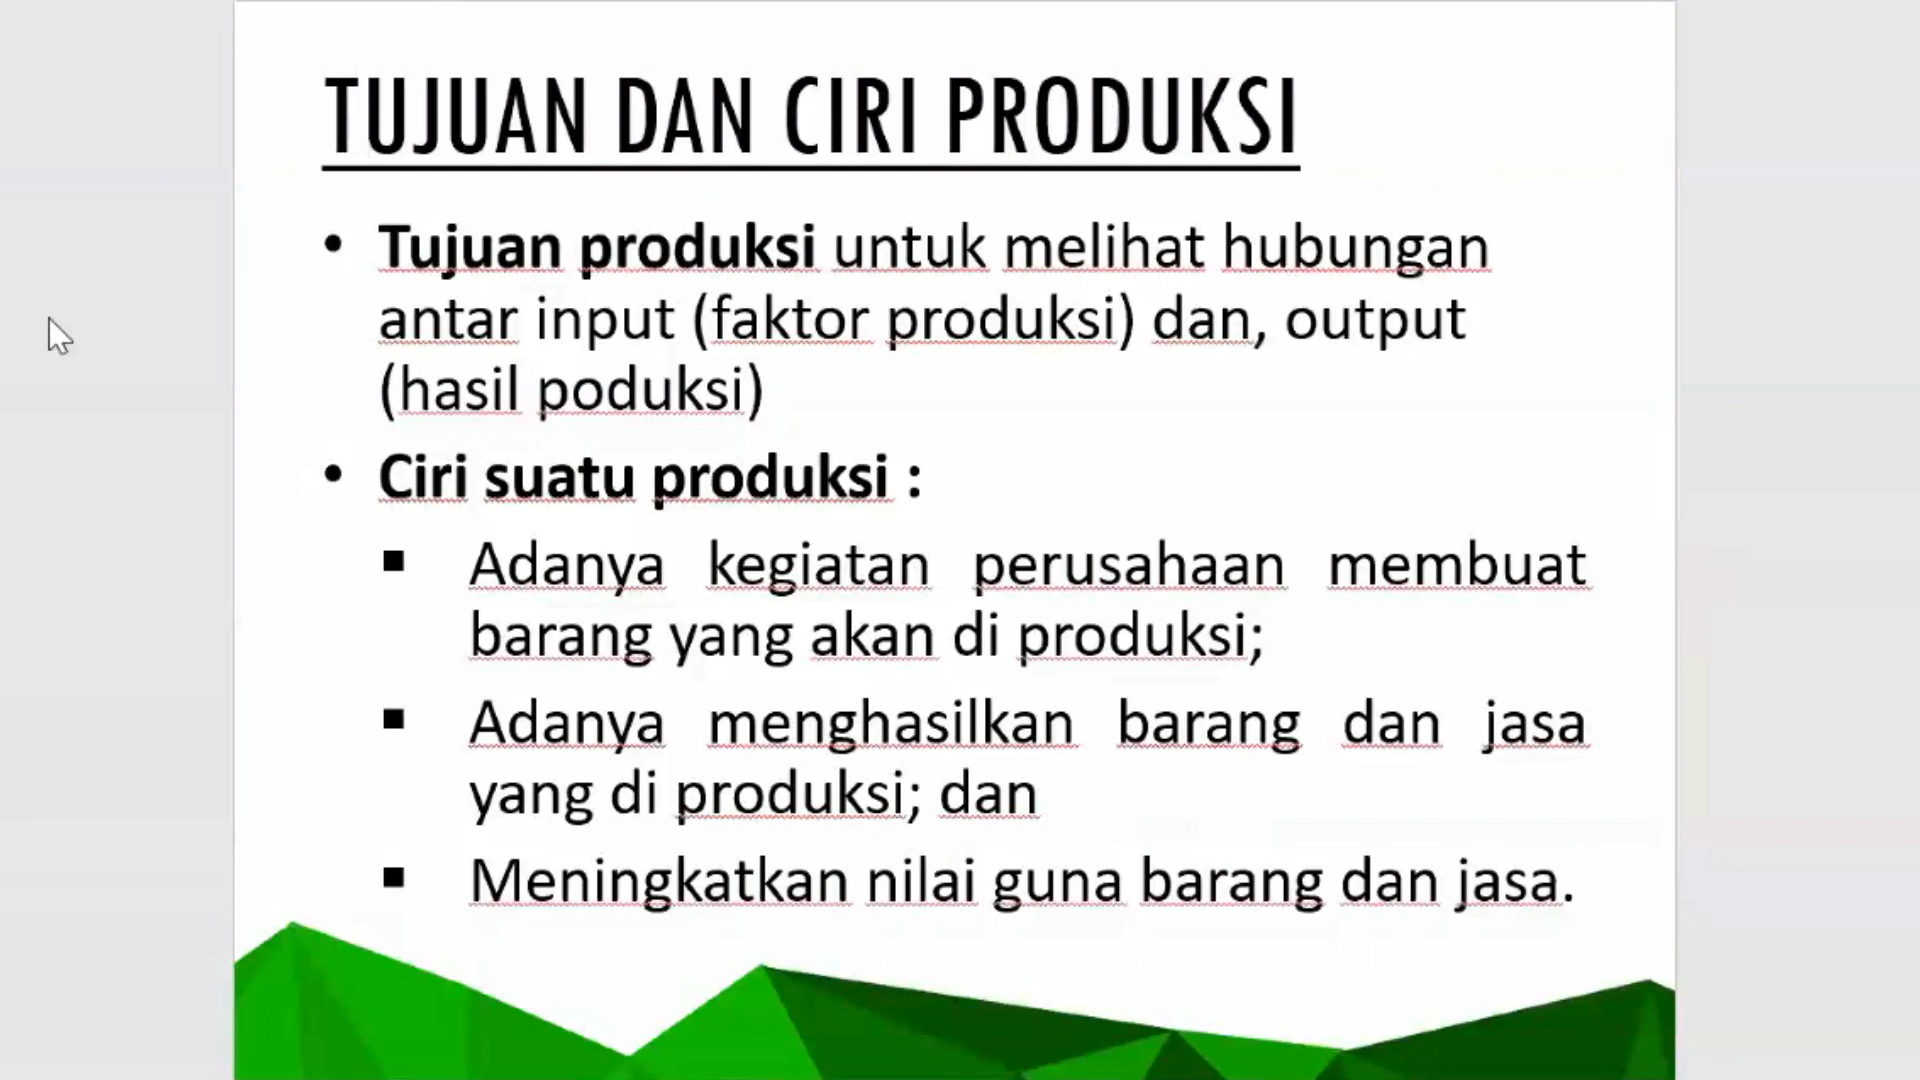 TUJUAN DAN CIRI PRODUKSI
• Tujuan produksi untuk melihat hubungan
antar input (faktor produksi) dan, output
(hasil poduksi)
• Ciri suatu produksi :
▪ Adanya kegiatan perusahaan membuat
barang yang akan di produksi;
▪ Adanya menghasilkan barang dan jasa
yang di produksi; dan
▪ Meningkatkan nilai guna barang dan jasa.